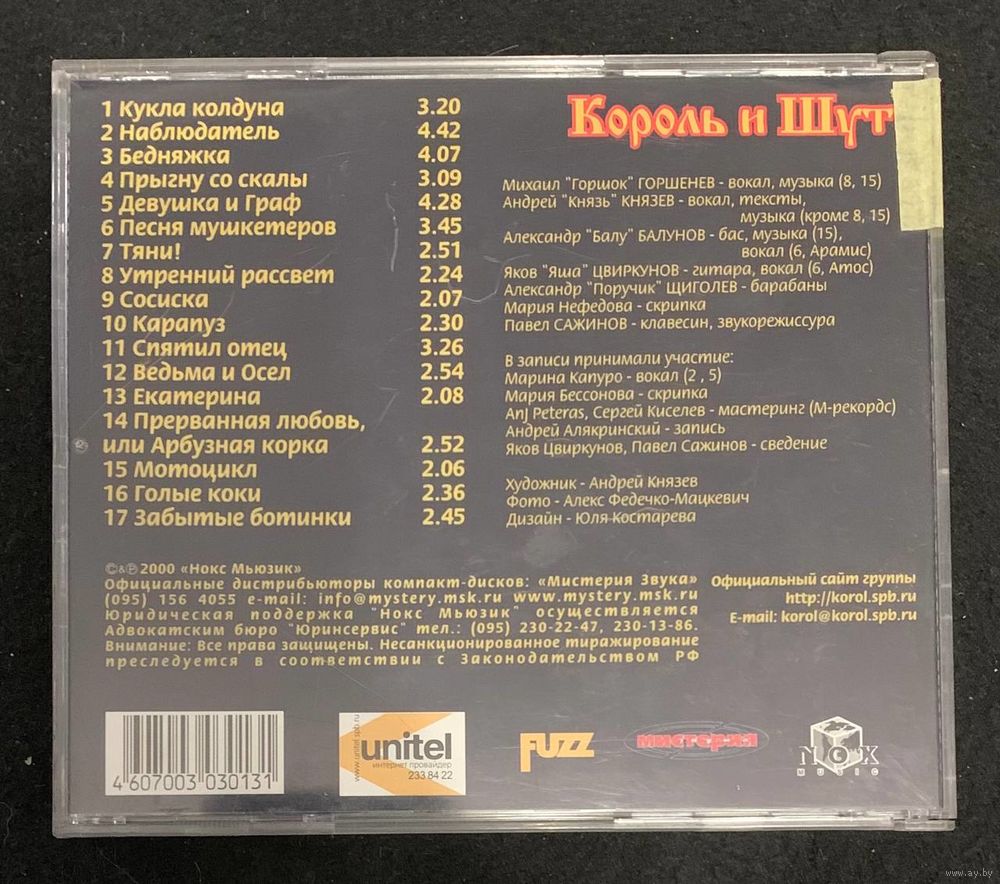 1 Кукла колдуна 3.20
2 Наблюдатель 4.42
3 Бедняжка 4.07
4 Прыгну со скалы 3.09
5 Девушка и Граф 4.28
6 Песня мушкетеров 3.45
7 Тяни! 2.51
8 Утренний рассвет 2.24
9 Сосиска 2.07
10 Карапуз 2.30
11 Спятил отец 3.26
12 Ведьма и Осел 2.54
13 Екатерина 2.08
14 Прерванная любовь,
или Арбузная корка 2.52
15 Мотоцикл 2.06
16 Голые коки 2.36
17 Забытые ботинки 2.45
Король и Шут
Михаил "Горшок" ГОРШЕНЕВ - вокал, музыка (8, 15)
Андрей "Князь" КНЯЗЕВ - вокал, тексты,
музыка (кроме 8, 15)
Александр "Балу" БАЛУНОВ - бас, музыка (15),
вокал (6, Арамис)
Яков "Яша" ЦВИРКУНОВ - гитара, вокал (6, Атос)
Александр "Поручик" ЩИГОЛЕВ - барабаны
Мария Нефедова - скрипка
Павел САЖИНОВ - клавесин, звукорежиссура
В записи принимали участие:
Марина Капуро - вокал (2 , 5)
Мария Бессонова - скрипка
Anj Peteras, Сергей Киселев - мастеринг (М-рекордс)
Андрей Алякринский - запись
Яков Цвиркунов, Павел Сажинов - сведение
Художник - Андрей Князев
Фото - Алекс Федечко-Мацкевич
Дизайн - Юля Костарева
©&℗ 2000 «Нокс Мьюзик»
Официальные дистрибьюторы компакт-дисков: «Мистерия Звука»
(095) 156 4055 e-mail: info@mystery.msk.ru www.mystery.msk.ru
Юридическая поддержка "Нокс Мьюзик" осуществляется
Адвокатским бюро "Юринсервис" тел.: (095) 230-22-47, 230-13-86.
Внимание: Все права защищены. Несанкционированное тиражирование
преследуется в соответствии с Законодательством РФ
Официальный сайт группы
http://korol.spb.ru
E-mail: korol@korol.spb.ru
4 607003 030131
www.unitel.spb.ru
unitel
интернет провайдер
233 84 22
FUZZ
мистерия
NOX
MUSIC
www.ay.by